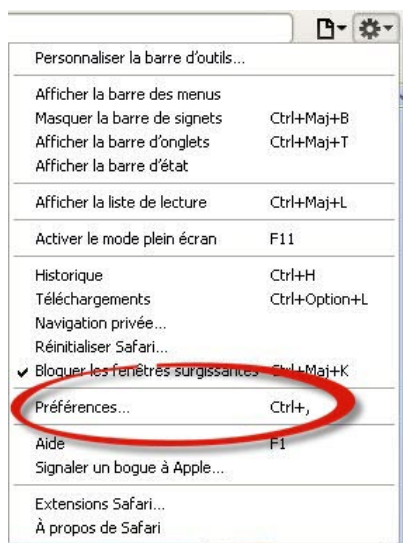 Personnaliser la barre d'outils...
Afficher la barre des menus
Masquer la barre de signets Ctrl+Maj+B
Afficher la barre d'onglets Ctrl+Maj+T
Afficher la barre d'état
Afficher la liste de lecture Ctrl+Maj+L
Activer le mode plein écran F11
Historique Ctrl+H
Téléchargements Ctrl+Option+L
Navigation privée...
Réinitialiser Safari...
Bloquer les fenêtres surgissantes Ctrl+Maj+K
Préférences... Ctrl+,
Aide F1
Signaler un bogue à Apple...
Extensions Safari...
À propos de Safari